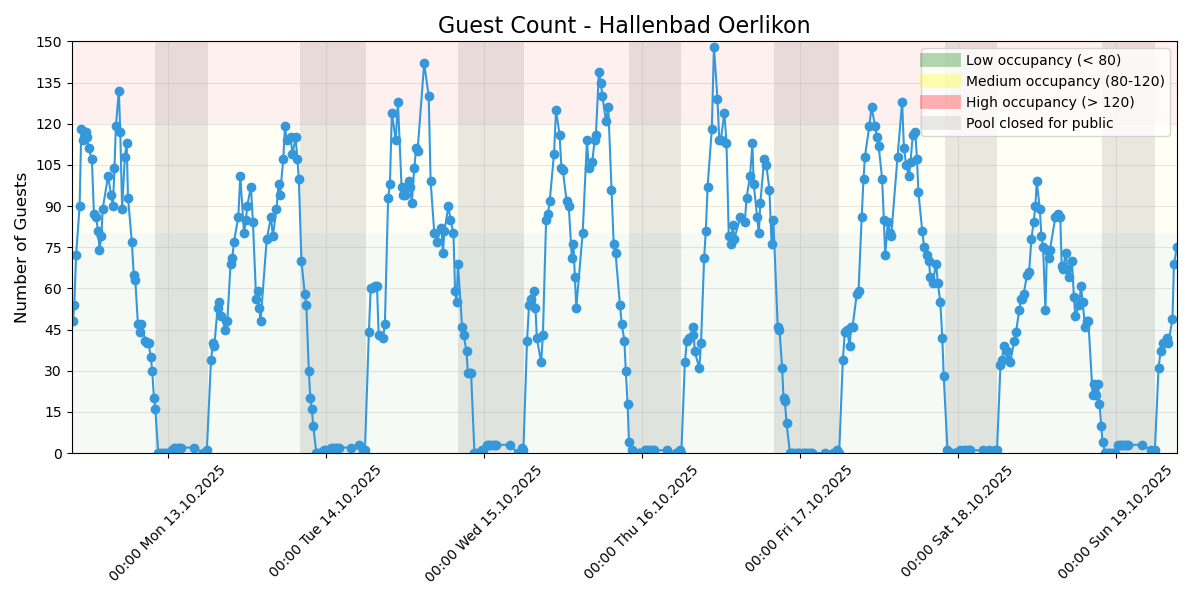 Guest Count - Hallenbad Oerlikon
Number of Guests
150
135
120
105
90
75
60
45
30
15
0
Low occupancy (< 80)
Medium occupancy (80-120)
High occupancy (> 120)
Pool closed for public
00:00 Mon 13.10.2025
00:00 Tue 14.10.2025
00:00 Wed 15.10.2025
00:00 Thu 16.10.2025
00:00 Fri 17.10.2025
00:00 Sat 18.10.2025
00:00 Sun 19.10.2025